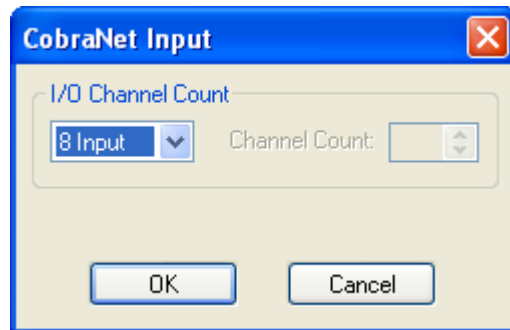 CobraNet Input
I/O Channel Count
8 Input Channel Count:
OK Cancel